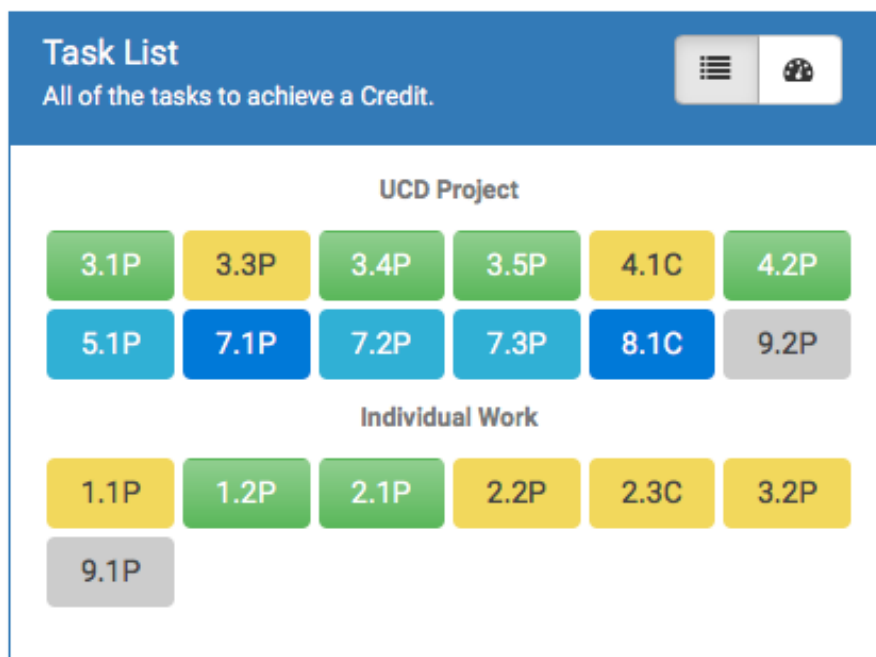 Task List
All of the tasks to achieve a Credit.
UCD Project
3.1P 3.3P 3.4P 3.5P 4.1C 4.2P
5.1P 7.1P 7.2P 7.3P 8.1C 9.2P
Individual Work
1.1P 1.2P 2.1P 2.2P 2.3C 3.2P
9.1P